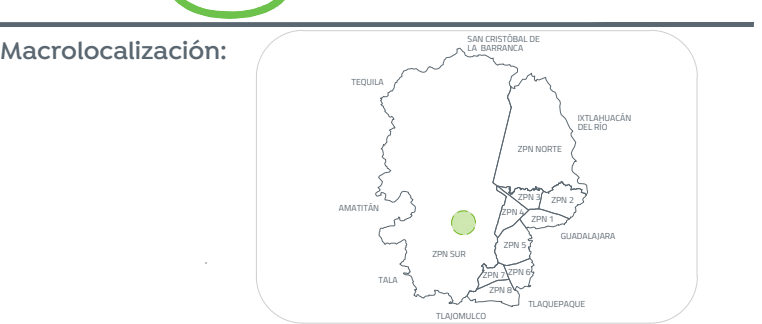 Macrolocalización:
SAN CRISTÓBAL DE
LA BARRANCA
TEQUILA
IXTLAHUACÁN
DEL RÍO
ZPN NORTE
ZPN 3
ZPN 2
AMATITÁN
ZPN 4
ZPN 1
GUADALAJARA
ZPN 5
ZPN SUR
ZPN 7
ZPN 6
TALA
ZPN 8
TLAQUEPAQUE
TLAJOMULCO